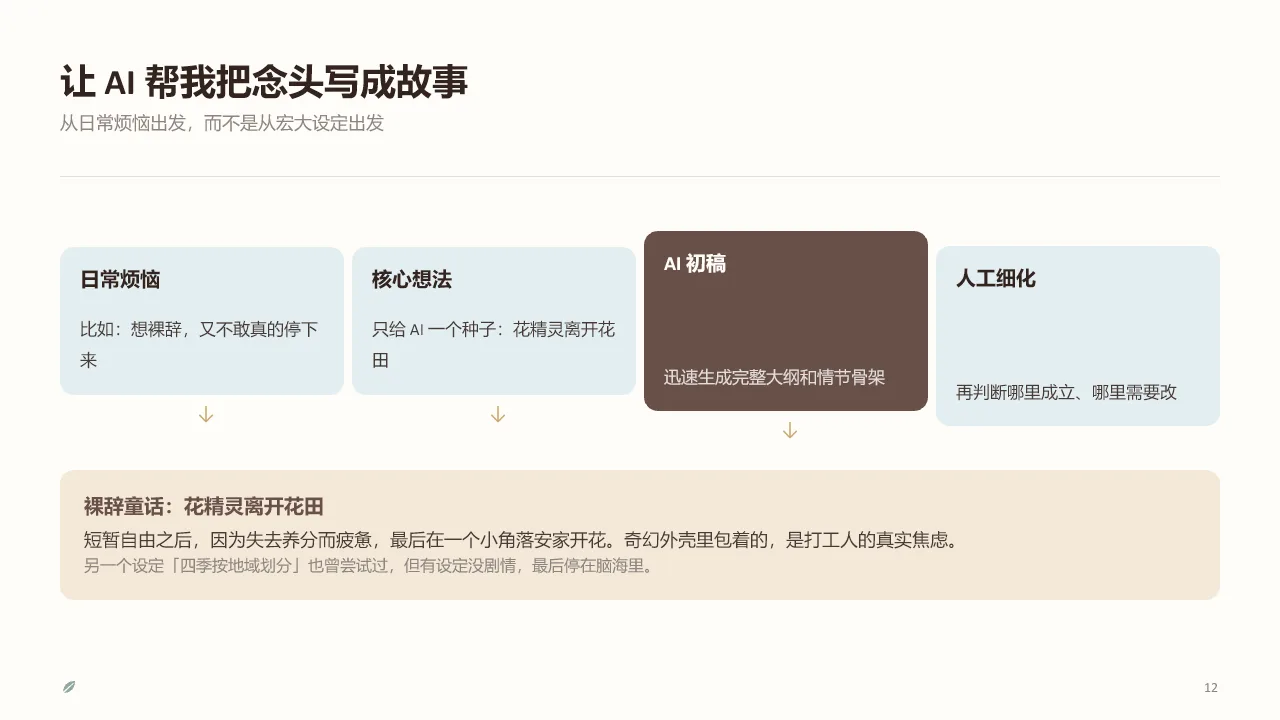 让 AI 帮我把念头写成故事
从日常烦恼出发，而不是从宏大设定出发
日常烦恼
比如：想裸辞，又不敢真的停下
来
核心想法
只给 AI 一个种子：花精灵离开花
田
AI 初稿
迅速生成完整大纲和情节骨架
人工细化
再判断哪里成立、哪里需要改
裸辞童话：花精灵离开花田
短暂自由之后，因为失去养分而疲惫，最后在一个小角落安家开花。奇幻外壳里包着的，是打工人的真实焦虑。
另一个设定「四季按地域划分」也曾尝试过，但有设定没剧情，最后停在脑海里。
12